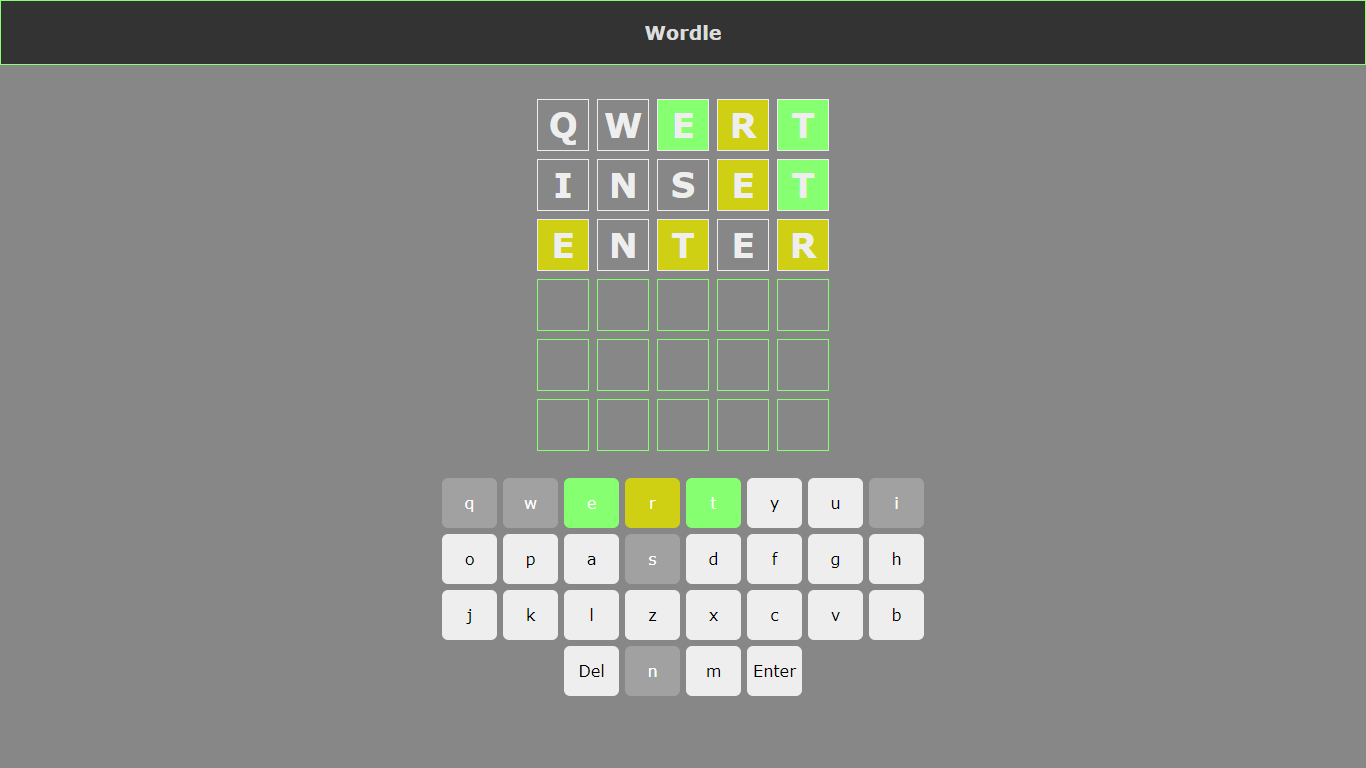 Wordle
Q W E R T
I N S E T
E N T E R
q w e r t y u i
o p a s d f g h
j k l z x c v b
Del n m Enter